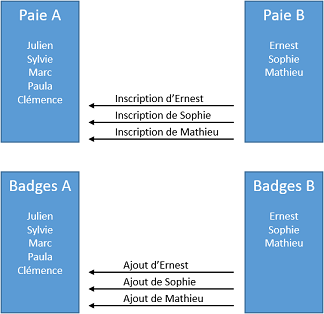 Paie A
Julien
Sylvie
Marc
Paula
Clémence
Inscription d’Ernest
Inscription de Sophie
Inscription de Mathieu
Paie B
Ernest
Sophie
Mathieu
Badges A
Julien
Sylvie
Marc
Paula
Clémence
Ajout d’Ernest
Ajout de Sophie
Ajout de Mathieu
Badges B
Ernest
Sophie
Mathieu